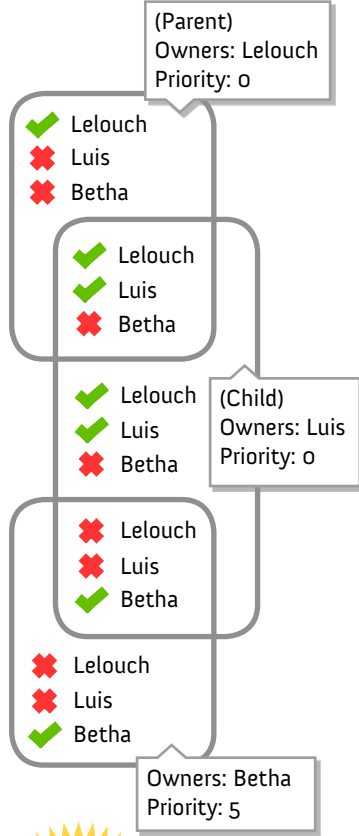 (Parent)
Owners: Lelouch
Priority: 0
Lelouch
Luis
Betha
Lelouch
Luis
Betha
Lelouch
Luis
Betha
(Child)
Owners: Luis
Priority: 0
Lelouch
Luis
Betha
Lelouch
Luis
Betha
Owners: Betha
Priority: 5